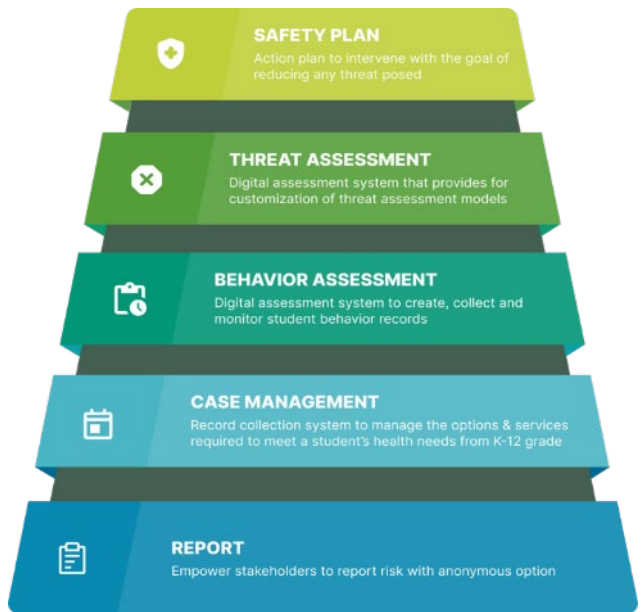 SAFETY PLAN
Action plan to intervene with the goal of
reducing any threat posed
THREAT ASSESSMENT
Digital assessment system that provides for
customization of threat assessment models
BEHAVIOR ASSESSMENT
Digital assessment system to create, collect and
monitor student behavior records
CASE MANAGEMENT
Record collection system to manage the options & services
required to meet a student's health needs from K-12 grade
REPORT
Empower stakeholders to report risk with anonymous option